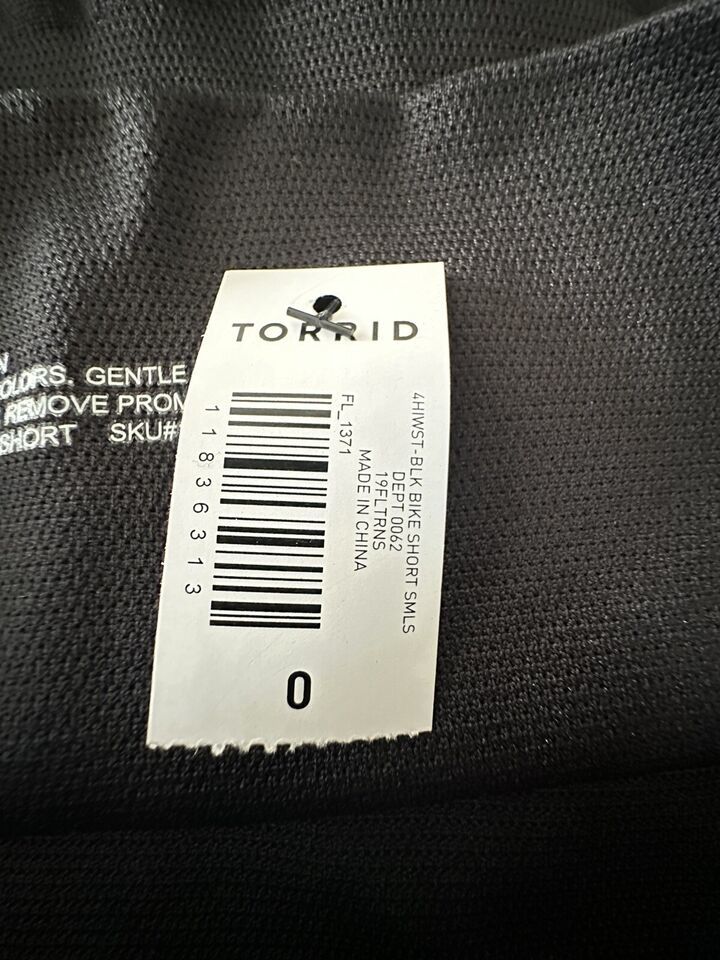 TORRID
4HIWST-BLK BIKE SHORT SMLS
DEPT 0062
19FLTRNS
MADE IN CHINA
FL_1371
11836313
0
COLORS. GENTLE
REMOVE
SHORT SKU#